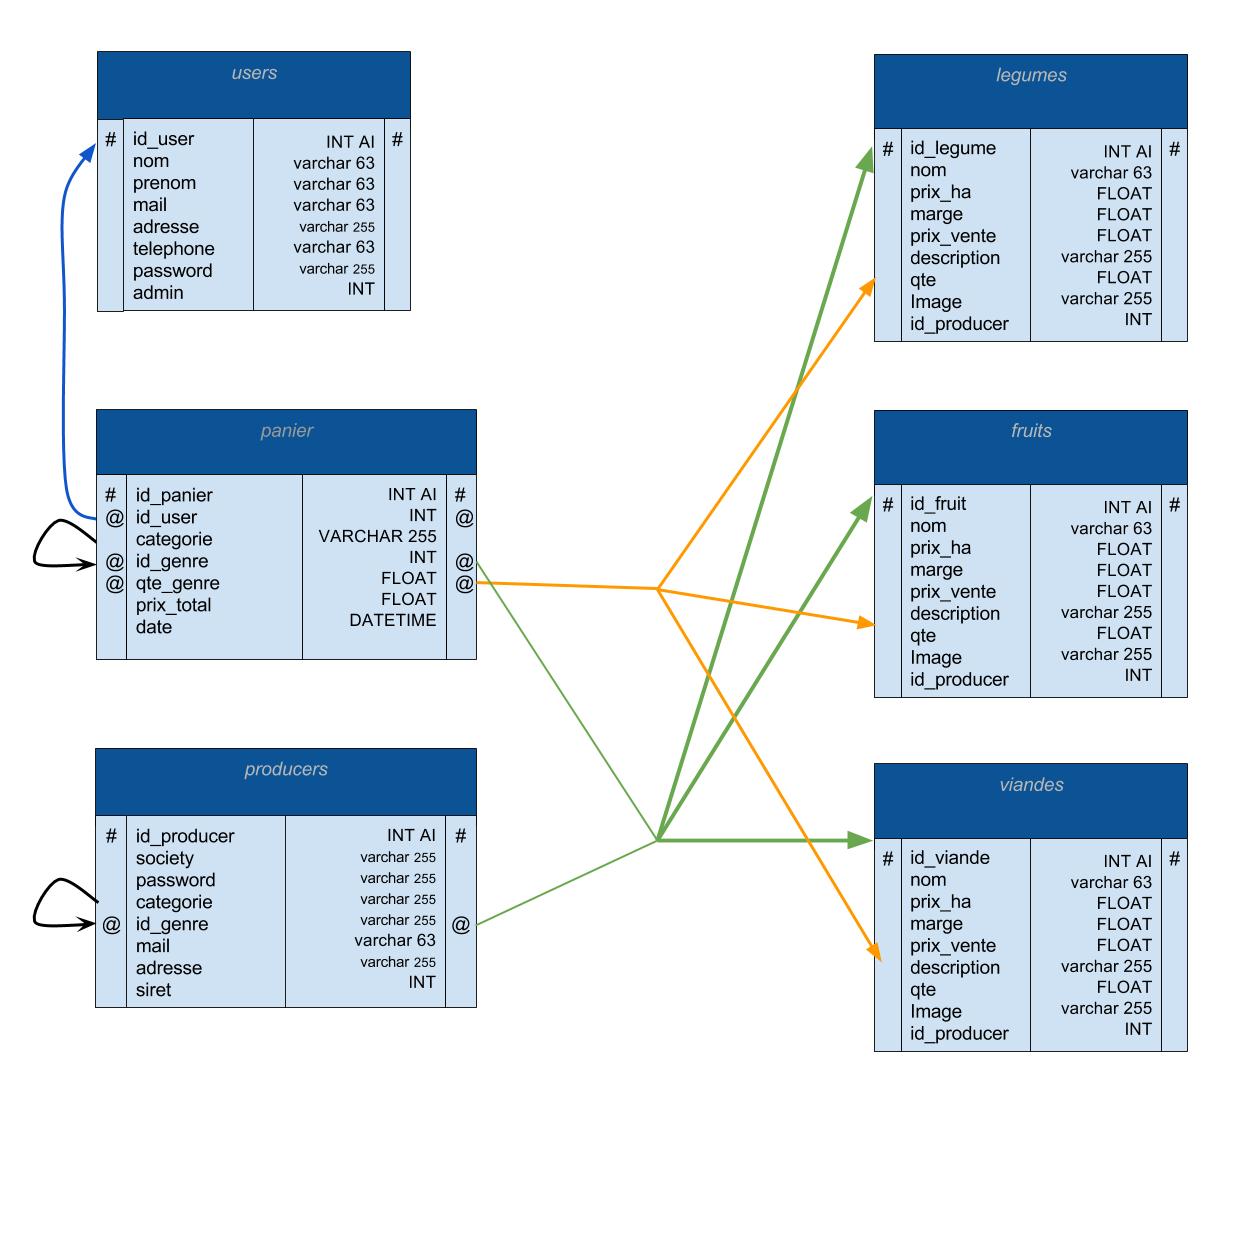 users
# id_user INT AI #
nom varchar 63
prenom varchar 63
mail varchar 63
adresse varchar 255
telephone varchar 63
password varchar 255
admin INT
legumes
# id_legume INT AI #
nom varchar 63
prix_ha FLOAT
marge FLOAT
prix_vente FLOAT
description varchar 255
qte FLOAT
Image varchar 255
id_producer INT
panier
# id_panier INT AI #
@ id_user INT @
categorie VARCHAR 255
@ id_genre INT @
@ qte_genre FLOAT @
prix_total FLOAT
date DATETIME
fruits
# id_fruit INT AI #
nom varchar 63
prix_ha FLOAT
marge FLOAT
prix_vente FLOAT
description varchar 255
qte FLOAT
Image varchar 255
id_producer INT
producers
# id_producer INT AI #
society varchar 255
password varchar 255
categorie varchar 255
@ id_genre varchar 255 @
mail varchar 63
adresse varchar 255
siret INT
viandes
# id_viande INT AI #
nom varchar 63
prix_ha FLOAT
marge FLOAT
prix_vente FLOAT
description varchar 255
qte FLOAT
Image varchar 255
id_producer INT